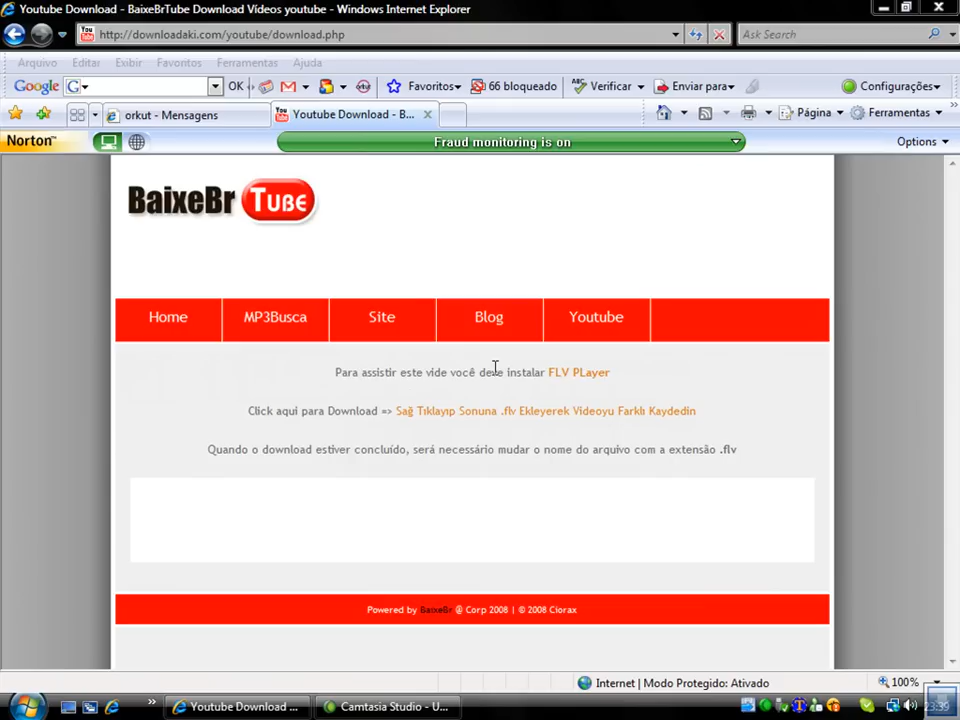 Youtube Download - BaixeBrTube Download Vídeos youtube - Windows Internet Explorer
http://downloadaki.com/youtube/download.php
Ask Search
Arquivo Editar Exibir Favoritos Ferramentas Ajuda
Google OK Favoritos 66 bloqueado Verificar Enviar para Configurações
orkut - Mensagens Youtube Download - B... Página Ferramentas
Norton Fraud monitoring is on Options
BaixeBr Tube
Home MP3Busca Site Blog Youtube
Para assistir este vide você deve instalar FLV PLayer
Click aqui para Download => Sağ Tıklayıp Sonuna .flv Ekleyerek Videoyu Farklı Kaydedin
Quando o download estiver concluído, será necessário mudar o nome do arquivo com a extensão .flv
Powered by BaixeBr @ Corp 2008 | © 2008 Ciorax
Internet | Modo Protegido: Ativado 100%
Youtube Download ... Camtasia Studio - U... 23:39